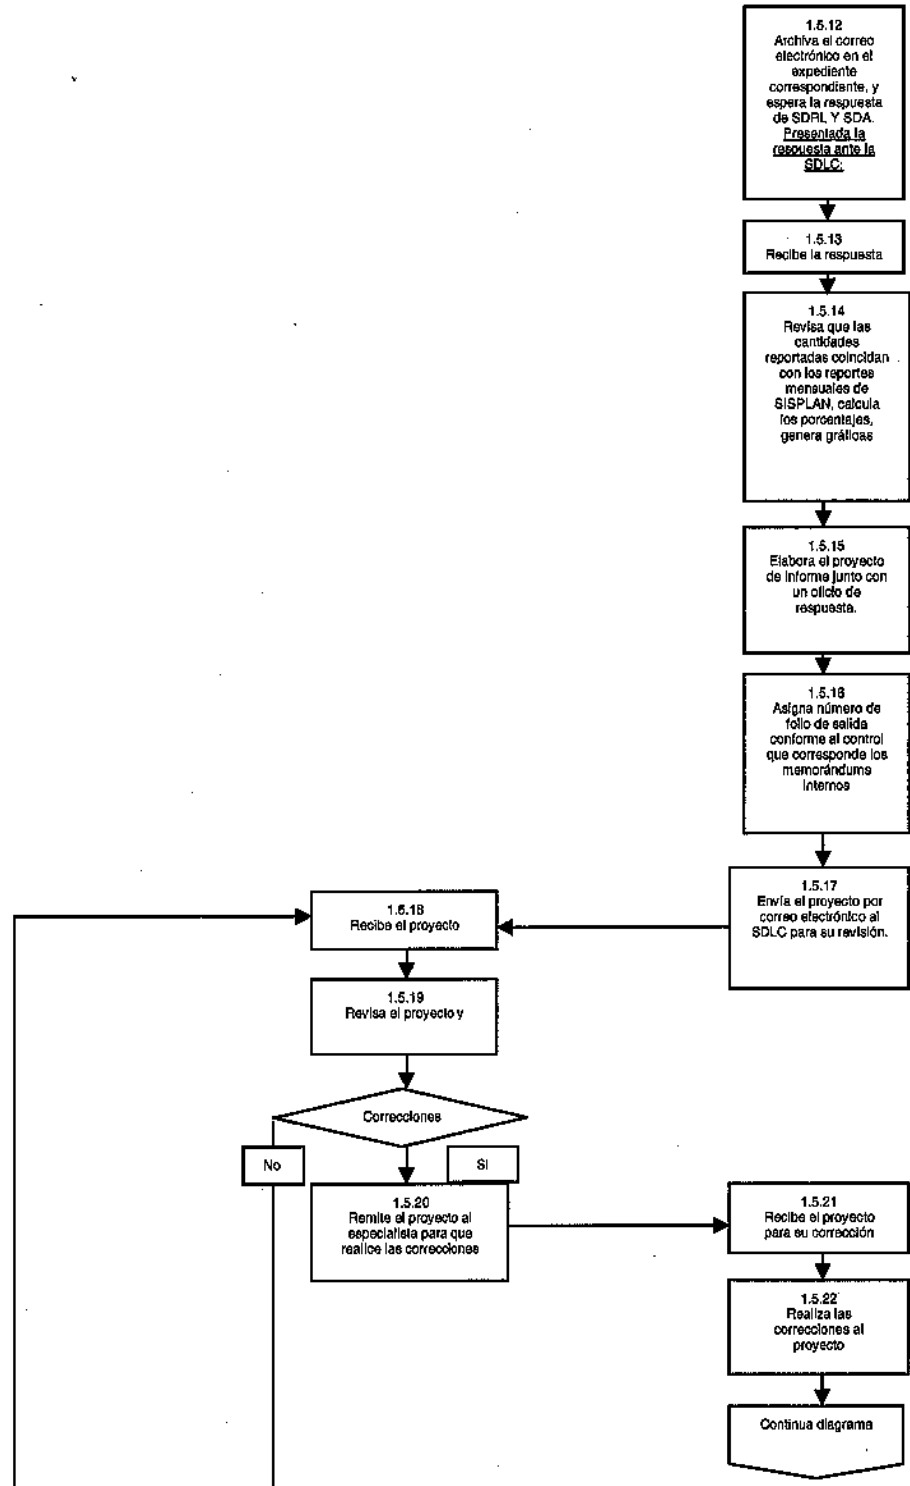 1.5.12
Archiva el correo
electrónico en el
expediente
correspondiente, y
espera la respuesta
de SDRL Y SDA.
Presentada la
respuesta ante la
SDLC:
1.5.13
Recibe la respuesta
1.5.14
Revisa que las
cantidades
reportadas coincidan
con los reportes
mensuales de
SISPLAN, calcula
los porcentajes,
genera gráficas
1.5.15
Elabora el proyecto
de informe junto con
un oficio de
respuesta.
1.5.16
Asigna número de
folio de salida
conforme al control
que corresponde los
memorándums
internos
1.5.17
Envía el proyecto por
correo electrónico al
SDLC para su revisión.
1.5.18
Recibe el proyecto
1.5.19
Revisa el proyecto y
Correcciones
No
SI
1.5.20
Remite el proyecto al
especialista para que
realice las correcciones
1.5.21
Recibe el proyecto
para su corrección
1.5.22
Realiza las
correcciones al
proyecto
Continua diagrama